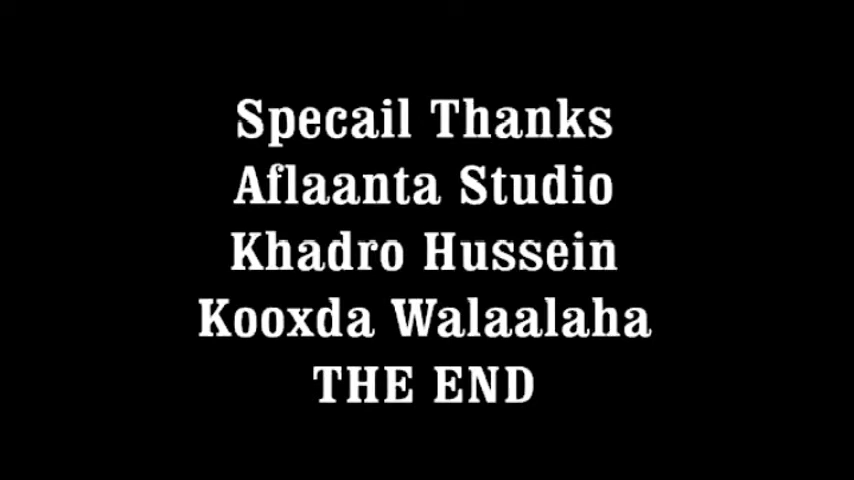 Specail Thanks
Aflaanta Studio
Khadro Hussein
Kooxda Walaalaha
THE END